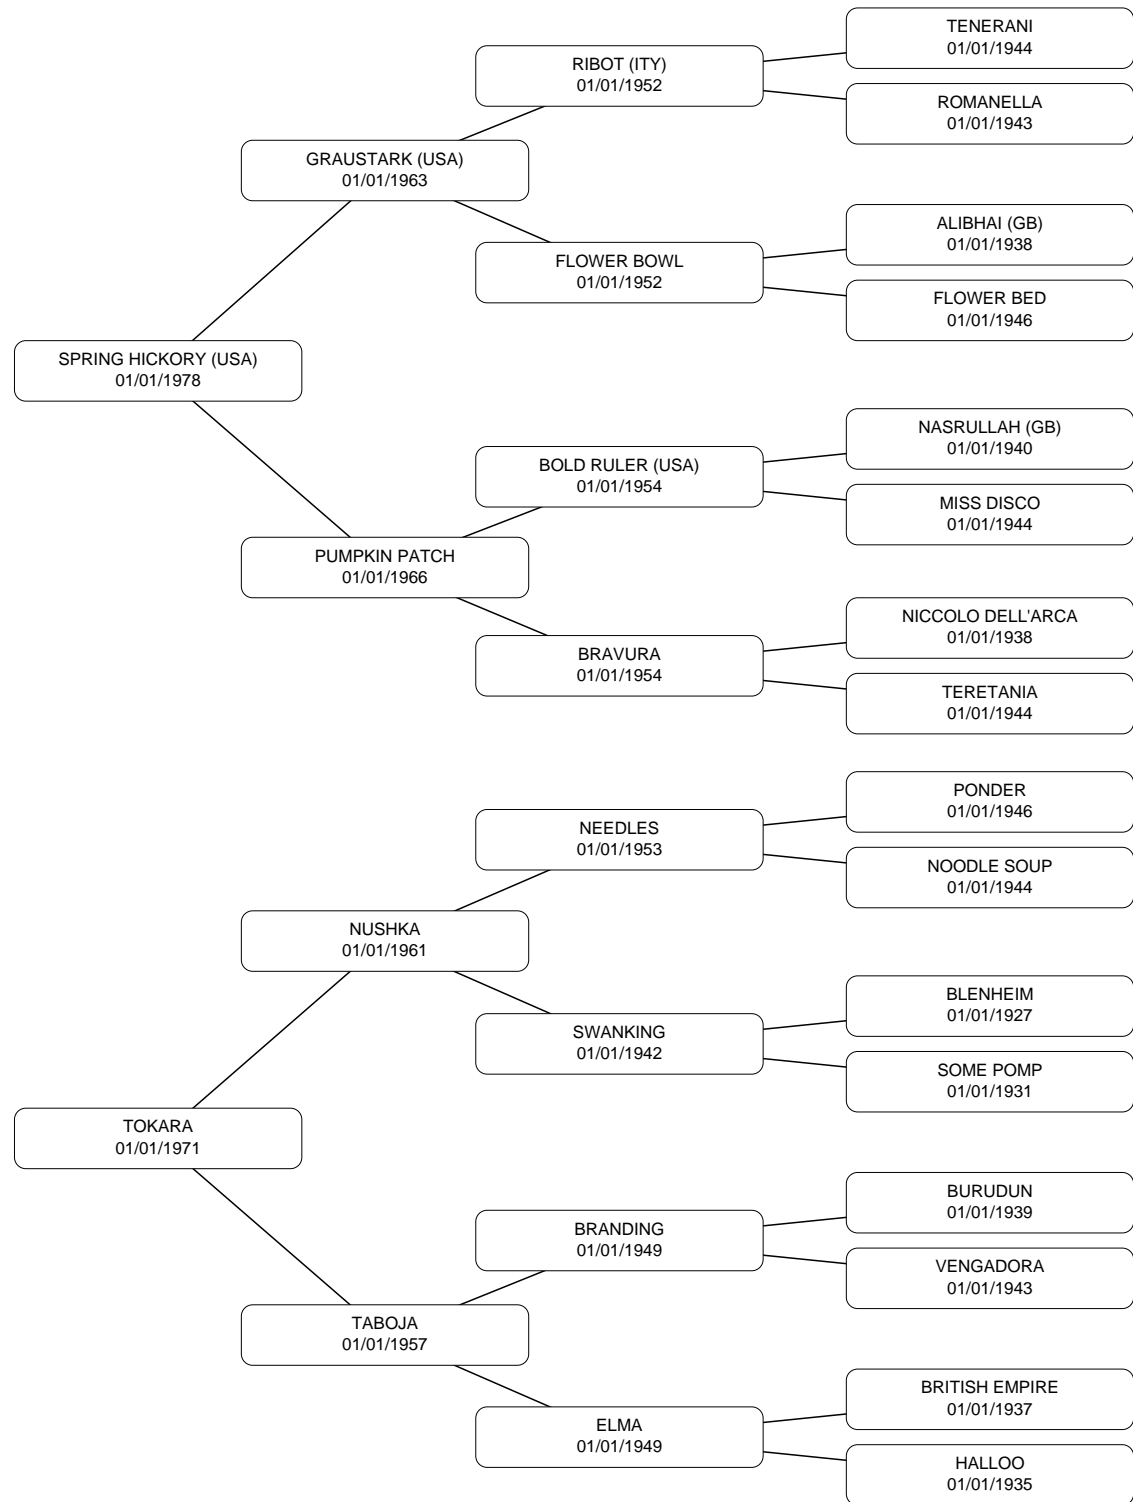 TENERANI
01/01/1944
RIBOT (ITY)
01/01/1952
ROMANELLA
01/01/1943
GRAUSTARK (USA)
01/01/1963
ALIBHAI (GB)
01/01/1938
FLOWER BOWL
01/01/1952
FLOWER BED
01/01/1946
SPRING HICKORY (USA)
01/01/1978
NASRULLAH (GB)
01/01/1940
BOLD RULER (USA)
01/01/1954
MISS DISCO
01/01/1944
PUMPKIN PATCH
01/01/1966
NICCOLO DELL'ARCA
01/01/1938
BRAVURA
01/01/1954
TERETANIA
01/01/1944
PONDER
01/01/1946
NEEDLES
01/01/1953
NOODLE SOUP
01/01/1944
NUSHKA
01/01/1961
BLENHEIM
01/01/1927
SWANKING
01/01/1942
SOME POMP
01/01/1931
TOKARA
01/01/1971
BURUDUN
01/01/1939
BRANDING
01/01/1949
VENGADORA
01/01/1943
TABOJA
01/01/1957
BRITISH EMPIRE
01/01/1937
ELMA
01/01/1949
HALLOO
01/01/1935